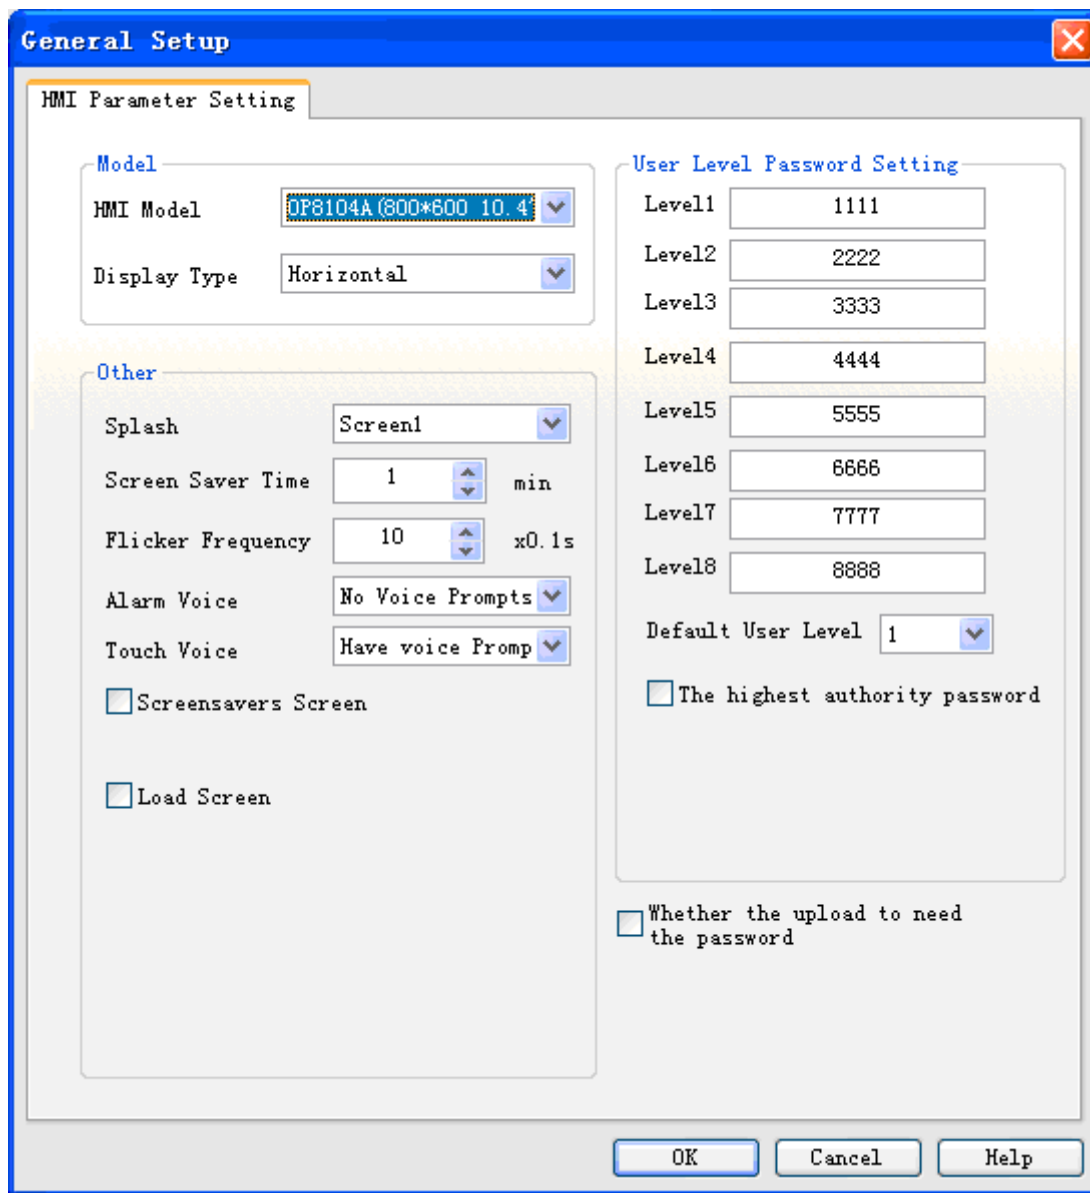 General Setup
HMI Parameter Setting
Model
HMI Model OP8104A(800*600 10.4"
Display Type Horizontal
Other
Splash Screen1
Screen Saver Time 1 min
Flicker Frequency 10 x0.1s
Alarm Voice No Voice Prompts
Touch Voice Have voice Promp
Screensavers Screen
Load Screen
User Level Password Setting
Level1 1111
Level2 2222
Level3 3333
Level4 4444
Level5 5555
Level6 6666
Level7 7777
Level8 8888
Default User Level 1
The highest authority password
Whether the upload to need
the password
OK Cancel Help